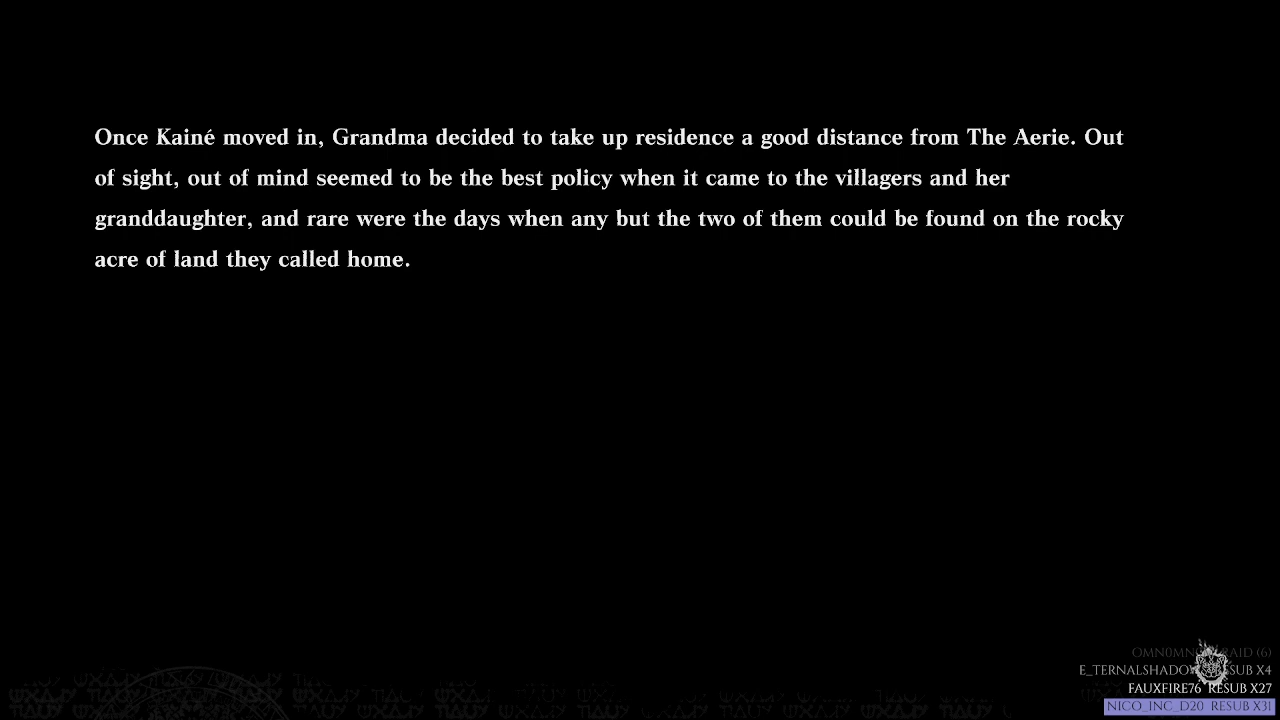 Once Kainé moved in, Grandma decided to take up residence a good distance from The Aerie. Out
of sight, out of mind seemed to be the best policy when it came to the villagers and her
granddaughter, and rare were the days when any but the two of them could be found on the rocky
acre of land they called home.
RAID (6)
X4
FAUXFIRE76 RESUB X27
NICO_INC_D20 RESUB X31